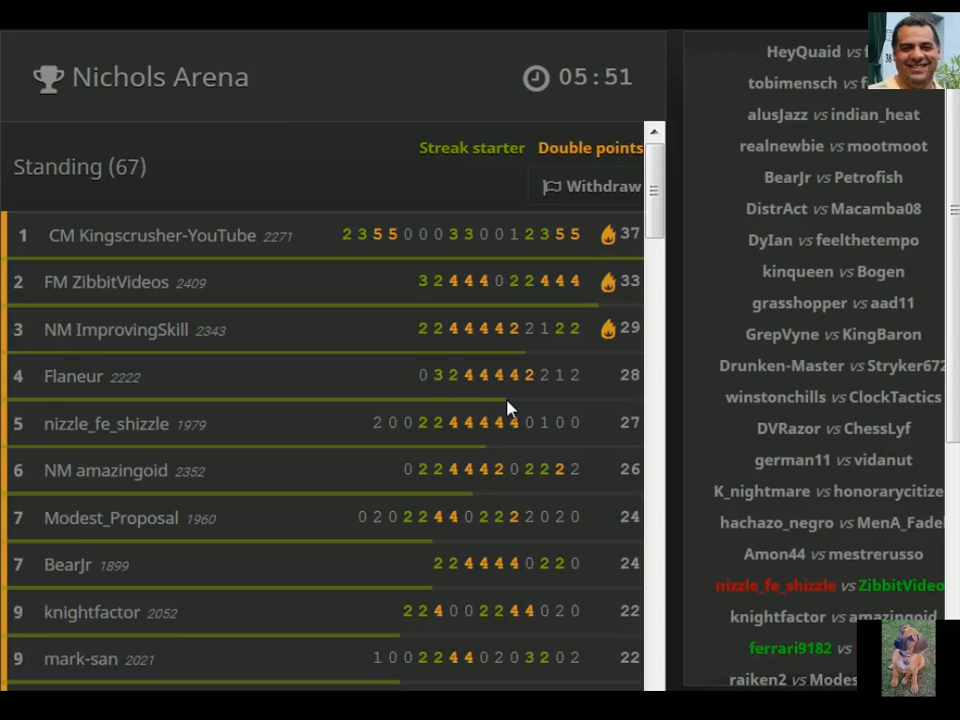 Nichols Arena 05:51
Standing (67) Streak starter Double points
Withdraw
1 CM Kingscrusher-YouTube 2271 2 3 5 5 0 0 0 3 3 0 0 1 2 3 5 5 37
2 FM ZibbitVideos 2409 3 2 4 4 4 0 2 2 4 4 4 33
3 NM ImprovingSkill 2343 2 2 4 4 4 4 2 2 1 2 2 29
4 Flaneur 2222 0 3 2 4 4 4 4 2 2 1 2 28
5 nizzle_fe_shizzle 1979 2 0 0 2 2 4 4 4 4 4 0 1 0 0 27
6 NM amazingoid 2352 0 2 2 4 4 4 2 0 2 2 2 2 26
7 Modest_Proposal 1960 0 2 0 2 2 4 4 0 2 2 2 2 0 2 0 24
7 BearJr 1899 2 2 4 4 4 4 0 2 2 0 24
9 knightfactor 2052 2 2 4 0 0 2 2 4 4 0 2 0 22
9 mark-san 2021 1 0 0 2 2 4 4 0 2 0 3 2 0 2 22
HeyQuaid vs f
tobimensch vs fu
alusJazz vs indian_heat
realnewbie vs mootmoot
BearJr vs Petrofish
DistrAct vs Macamba08
DyIan vs feelthetempo
kinqueen vs Bogen
grasshopper vs aad11
GrepVyne vs KingBaron
Drunken-Master vs Stryker672
winstonchills vs ClockTactics
DVRazor vs ChessLyf
german11 vs vidanut
K_nightmare vs honorarycitize
hachazo_negro vs MenA_Fadel
Amon44 vs mestrerusso
nizzle_fe_shizzle vs ZibbitVideo
knightfactor vs amazingoid
ferrari9182 vs
raiken2 vs Modes